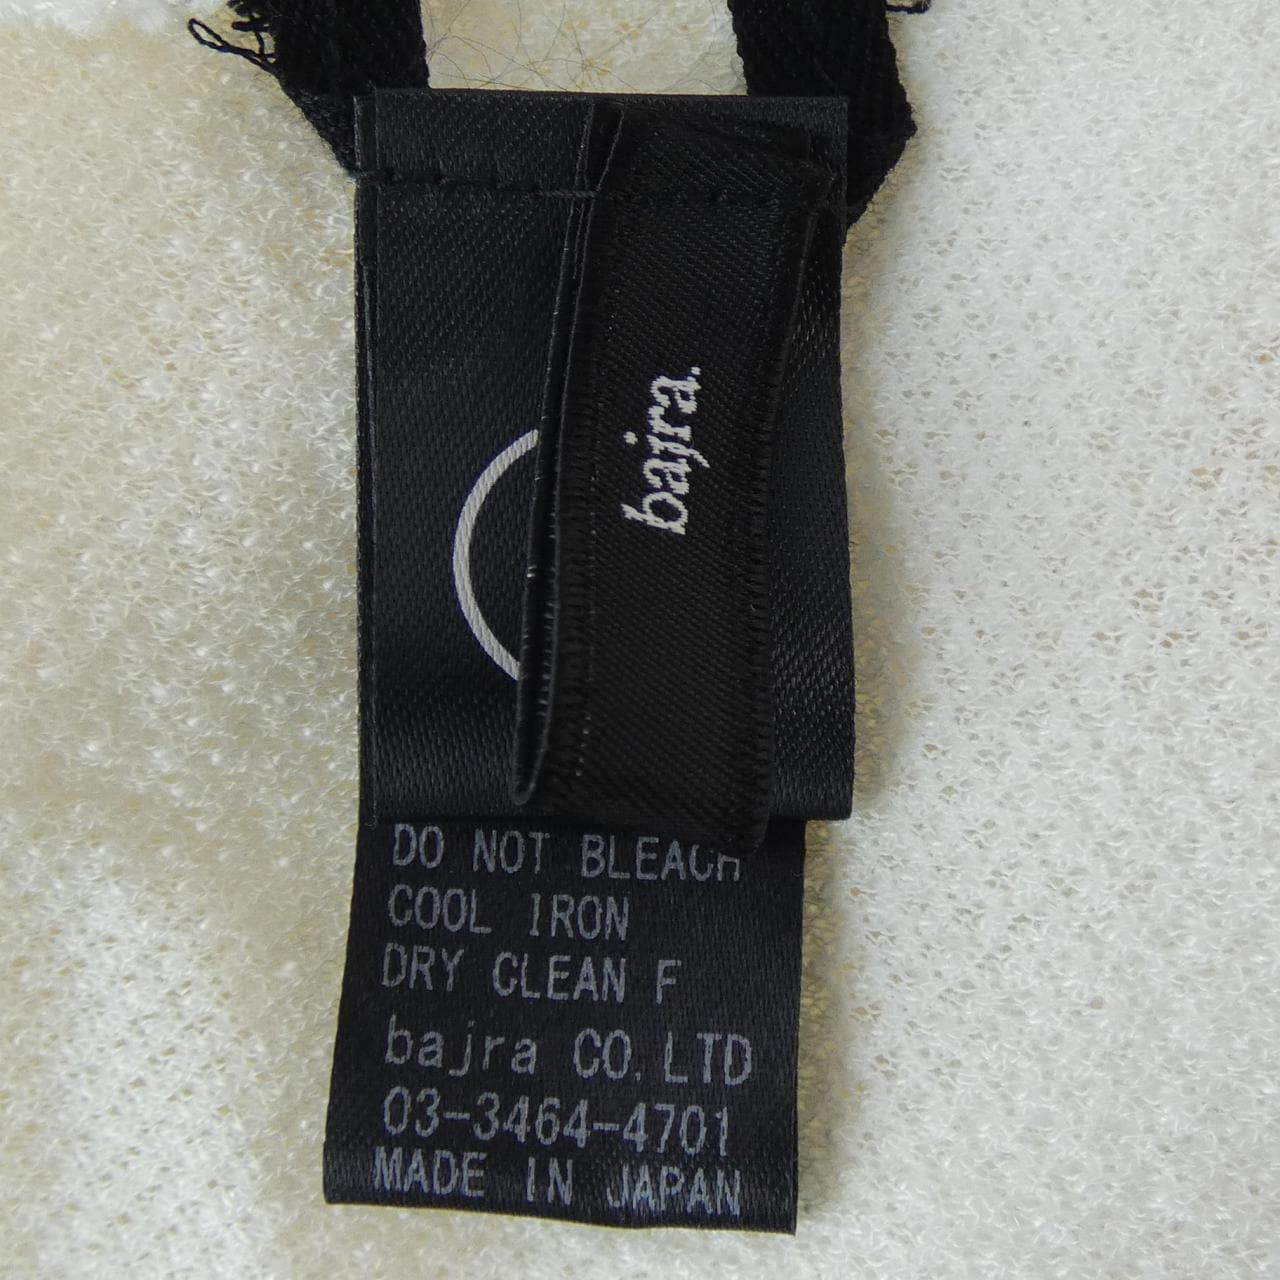 bajra.
DO NOT BLEACH
COOL IRON
DRY CLEAN F
bajra CO.LTD
03-3464-4701
MADE IN JAPAN